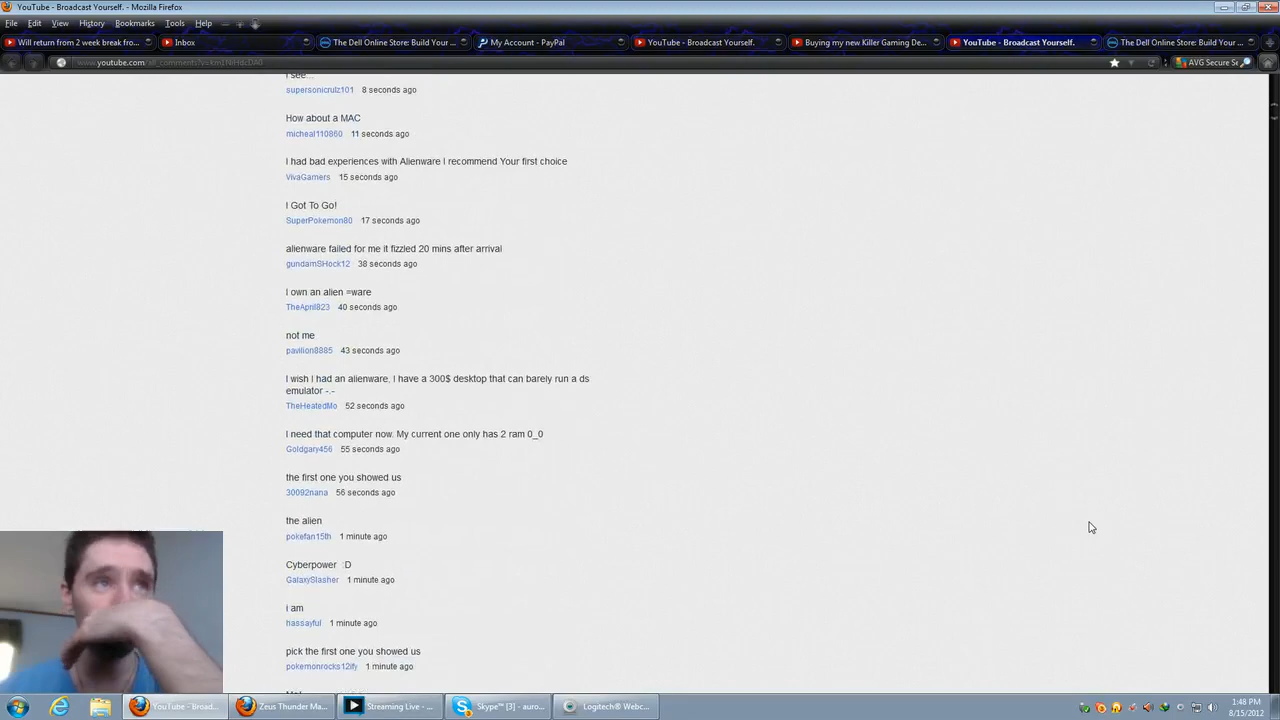 YouTube - Broadcast Yourself. - Mozilla Firefox
File Edit View History Bookmarks Tools Help
Will return from 2 week break fro...
Inbox
The Dell Online Store: Build Your ...
My Account - PayPal
YouTube - Broadcast Yourself.
Buying my new Killer Gaming De...
YouTube - Broadcast Yourself.
The Dell Online Store: Build Your ...
AVG Secure Se
I see...
supersonicrulz101 8 seconds ago
How about a MAC
micheal110860 11 seconds ago
I had bad experiences with Alienware I recommend Your first choice
VivaGamers 15 seconds ago
I Got To Go!
SuperPokemon80 17 seconds ago
alienware failed for me it fizzled 20 mins after arrival
gundamSHock12 38 seconds ago
I own an alien =ware
TheApril823 40 seconds ago
not me
pavilion8885 43 seconds ago
I wish I had an alienware, I have a 300$ desktop that can barely run a ds
emulator -.-
TheHeatedMo 52 seconds ago
I need that computer now. My current one only has 2 ram 0_0
Goldgary456 55 seconds ago
the first one you showed us
30092nana 56 seconds ago
the alien
pokefan15th 1 minute ago
Cyberpower :D
GalaxySlasher 1 minute ago
i am
hassayful 1 minute ago
pick the first one you showed us
pokemonrocks12ify 1 minute ago
YouTube - Broad...
Zeus Thunder Ma...
Streaming Live - ...
Skype™ [3] - auro...
Logitech® Webc...
1:48 PM
8/15/2012